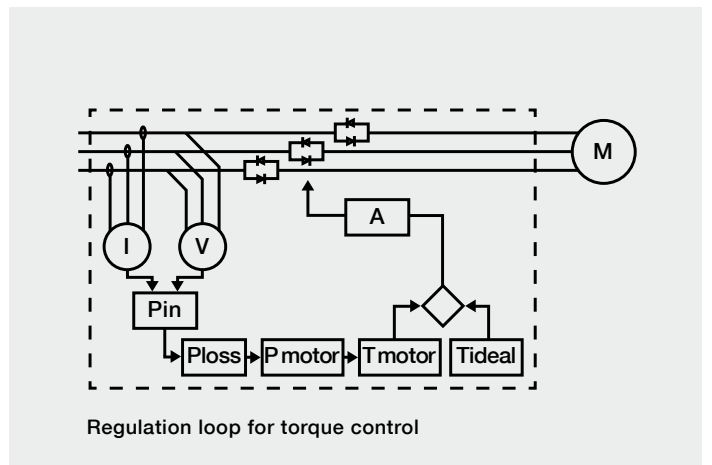 M
A
I
V
Pin
Ploss
P motor
T motor
Tideal
Regulation loop for torque control